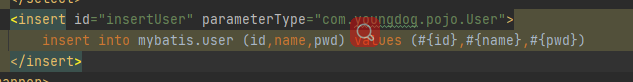 <insert id="insertUser" parameterType="com.youngdog.pojo.User">
insert into mybatis.user (id,name,pwd) values (#{id},#{name},#{pwd})
</insert>